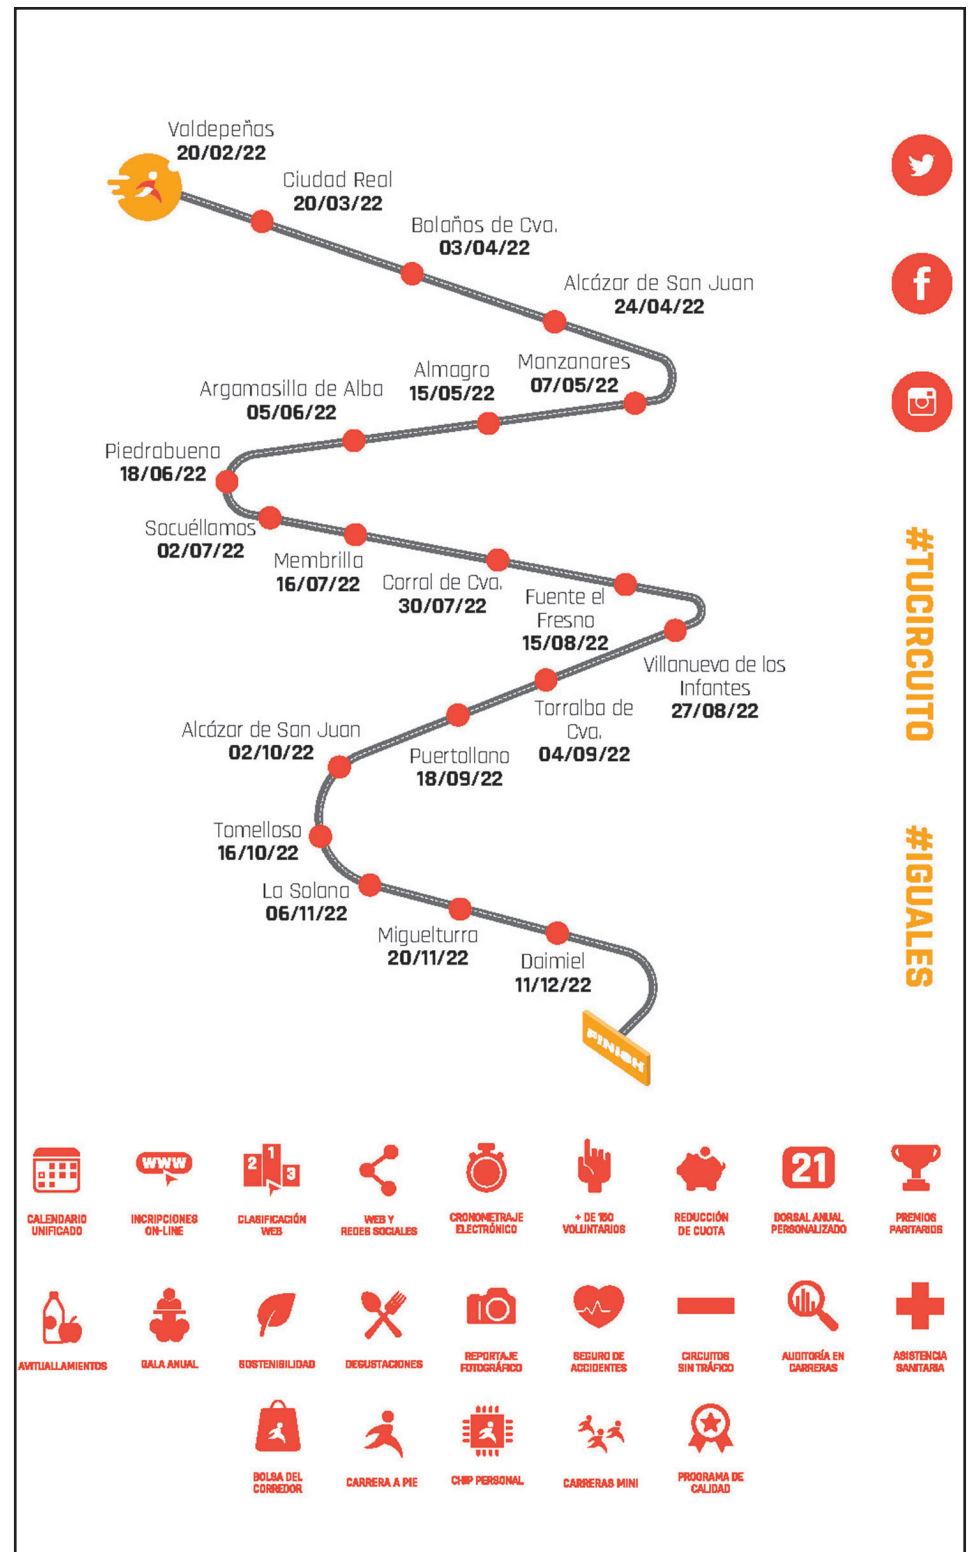 Valdepeñas
20/02/22
Ciudad Real
20/03/22
Bolaños de Cva.
03/04/22
Alcázar de San Juan
24/04/22
Manzanares
07/05/22
Almagro
15/05/22
Argamasilla de Alba
05/06/22
Piedrabuena
18/06/22
Socuéllamos
02/07/22
Membrilla
16/07/22
Corral de Cva.
30/07/22
Fuente el
Fresno
15/08/22
Villanueva de los
Infantes
27/08/22
Torralba de
Cva.
04/09/22
Puertollano
18/09/22
Alcázar de San Juan
02/10/22
Tomelloso
16/10/22
La Solana
06/11/22
Miguelturra
20/11/22
Daimiel
11/12/22
FINISH
#TUCIRCUITO
#IGUALES
CALENDARIO
UNIFICADO
WWW
INCRIPCIONES
ON-LINE
2 1 3
CLASIFICACIÓN
WEB
WEB Y
REDES SOCIALES
CRONOMETRAJE
ELECTRÓNICO
+ DE 150
VOLUNTARIOS
REDUCCIÓN
DE CUOTA
21
DORSAL ANUAL
PERSONALIZADO
PREMIOS
PARITARIOS
AVITUALLAMIENTOS
GALA ANUAL
SOSTENIBILIDAD
DEGUSTACIONES
REPORTAJE
FOTOGRÁFICO
SEGURO DE
ACCIDENTES
CIRCUITOS
SIN TRÁFICO
AUDITORÍA EN
CARRERAS
ASISTENCIA
SANITARIA
BOLSA DEL
CORREDOR
CARRERA A PIE
CHIP PERSONAL
CARRERAS MINI
PROGRAMA DE
CALIDAD